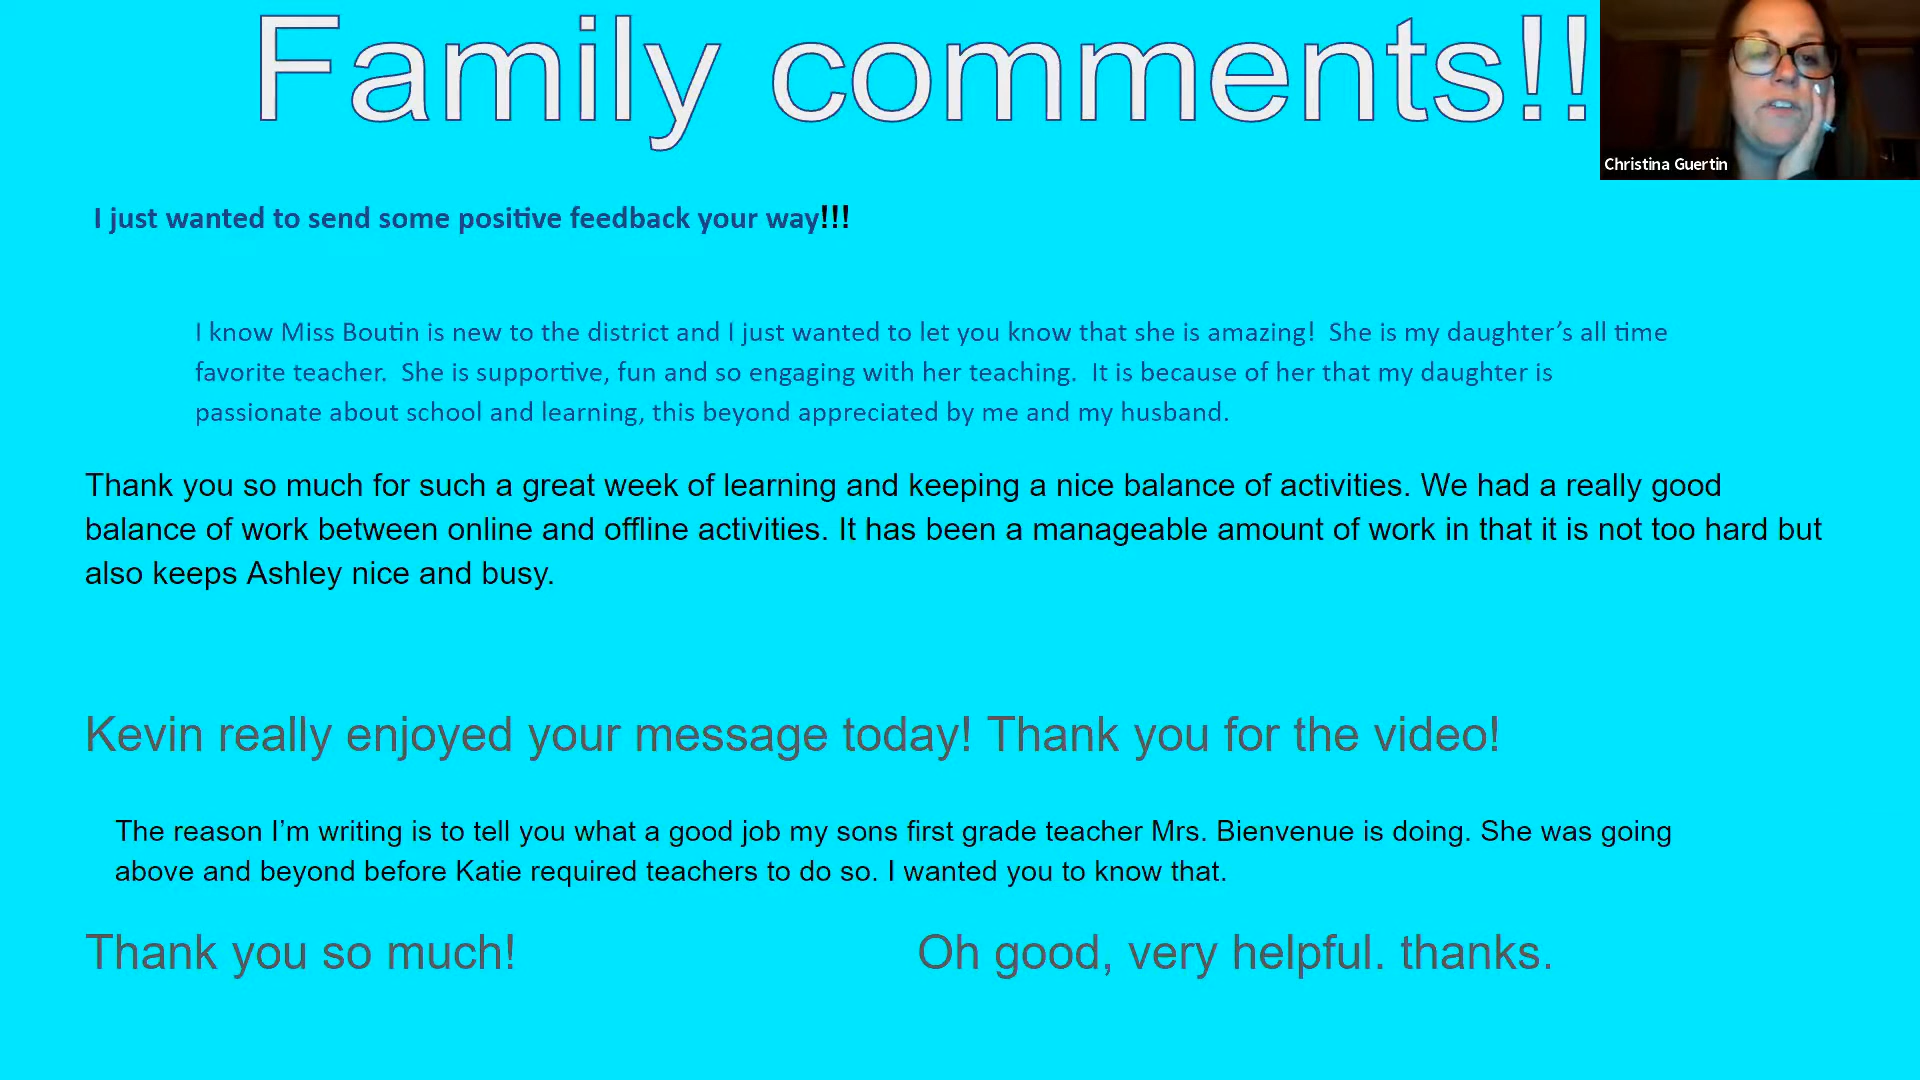 Family comments!!
Christina Guertin
I just wanted to send some positive feedback your way!!!
I know Miss Boutin is new to the district and I just wanted to let you know that she is amazing!  She is my daughter’s all time
favorite teacher.  She is supportive, fun and so engaging with her teaching.  It is because of her that my daughter is
passionate about school and learning, this beyond appreciated by me and my husband.
Thank you so much for such a great week of learning and keeping a nice balance of activities. We had a really good
balance of work between online and offline activities. It has been a manageable amount of work in that it is not too hard but
also keeps Ashley nice and busy.
Kevin really enjoyed your message today! Thank you for the video!
The reason I’m writing is to tell you what a good job my sons first grade teacher Mrs. Bienvenue is doing. She was going
above and beyond before Katie required teachers to do so. I wanted you to know that.
Thank you so much!
Oh good, very helpful. thanks.